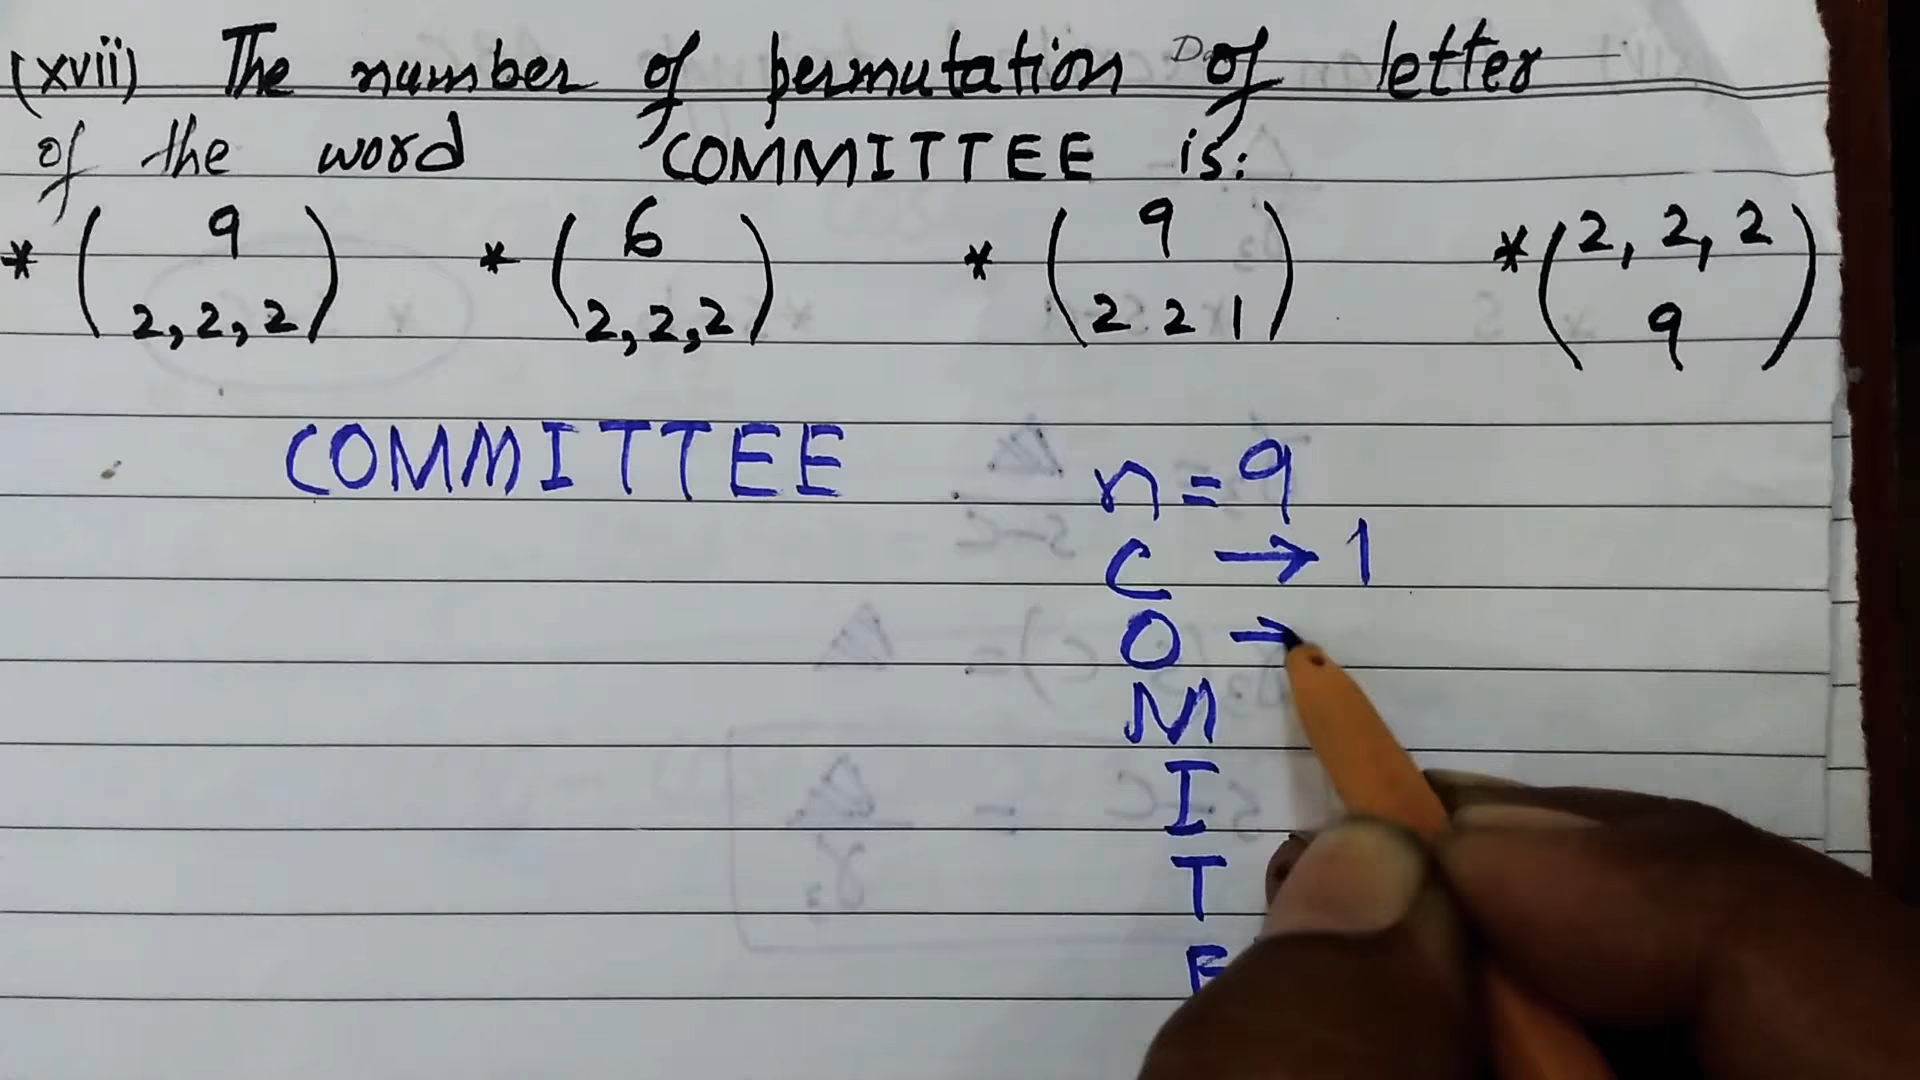 (xvii) The number of permutation of letter
of the word COMMITTEE is:
* ( 9 * ( 6 * ( 9 * ( 2, 2, 2
2, 2, 2 ) 2, 2, 2 ) 2 2 1 ) 9 )
COMMITTEE n = 9
C → 1
O →
M
I
T
E